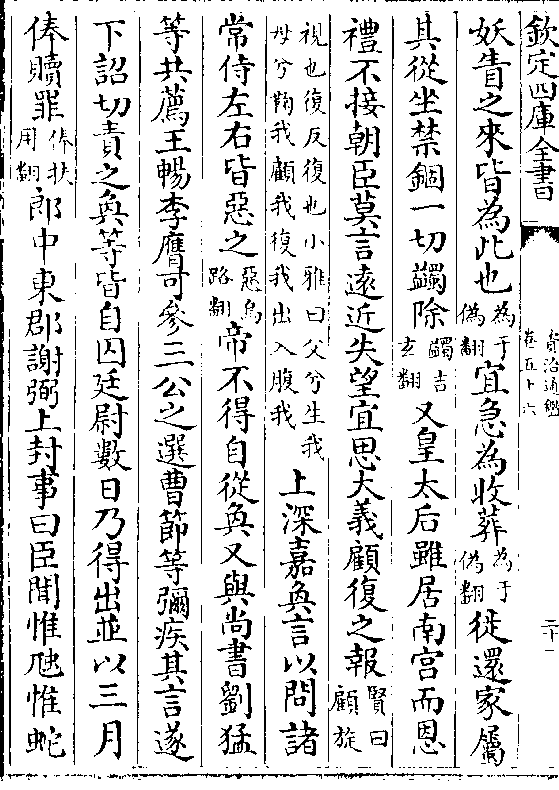 欽定四庫全書
資治通鑑
卷五十六
二十一
妖眚之來皆為此也為于偽翻宜急為收葬為于偽翻徙還家屬
其從坐禁錮一切蠲除蠲吉玄翻又皇太后雖居南宮而恩
禮不接朝臣莫言遠近失望宜思大義顧復之報賢曰顧旋
視也復反復也小雅曰父兮生我母兮鞠我顧我復我出入腹我上深嘉奐言以問諸
常侍左右皆惡之惡烏路翻帝不得自從奐又與尚書劉猛
等共薦王暢李膺可參三公之選曹節等彌疾其言遂
下詔切責之奐等皆自囚廷尉數日乃得出並以三月
俸贖罪俸扶用翻郎中東郡謝弼上封事曰臣聞惟虺惟蛇